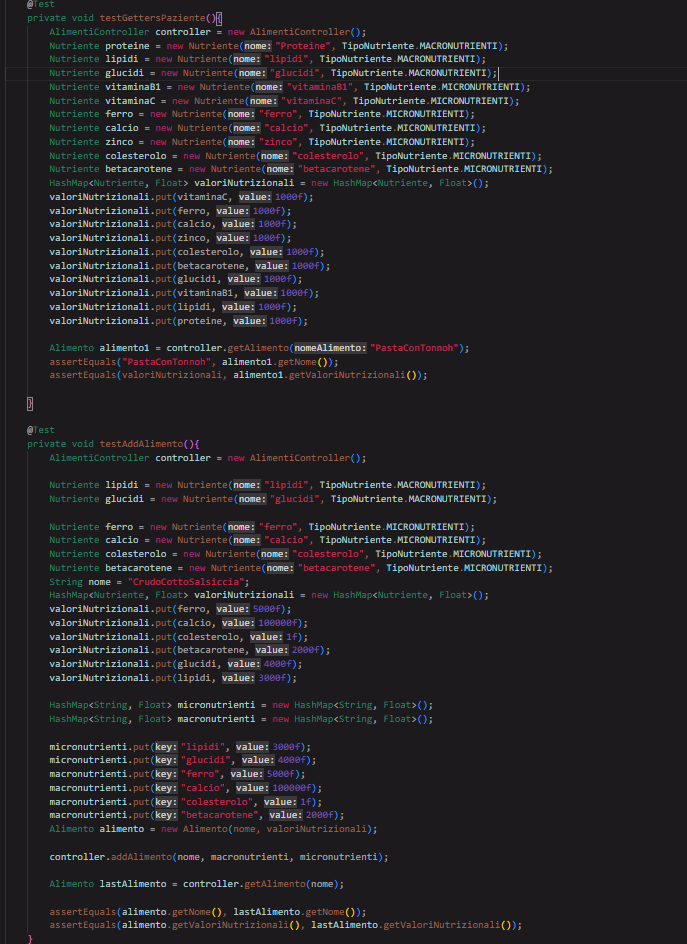 @Test
private void testGettersPaziente(){
AlimentiController controller = new AlimentiController();
Nutriente proteine = new Nutriente(nome:"Proteine", TipoNutriente.MACRONUTRIENTI);
Nutriente lipidi = new Nutriente(nome:"lipidi", TipoNutriente.MACRONUTRIENTI);
Nutriente glucidi = new Nutriente(nome:"glucidi", TipoNutriente.MACRONUTRIENTI);
Nutriente vitaminaB1 = new Nutriente(nome:"vitaminaB1", TipoNutriente.MICRONUTRIENTI);
Nutriente vitaminaC = new Nutriente(nome:"vitaminaC", TipoNutriente.MICRONUTRIENTI);
Nutriente ferro = new Nutriente(nome:"ferro", TipoNutriente.MICRONUTRIENTI);
Nutriente calcio = new Nutriente(nome:"calcio", TipoNutriente.MICRONUTRIENTI);
Nutriente zinco = new Nutriente(nome:"zinco", TipoNutriente.MICRONUTRIENTI);
Nutriente colesterolo = new Nutriente(nome:"colesterolo", TipoNutriente.MICRONUTRIENTI);
Nutriente betacarotene = new Nutriente(nome:"betacarotene", TipoNutriente.MICRONUTRIENTI);
HashMap<Nutriente, Float> valoriNutrizionali = new HashMap<Nutriente, Float>();
valoriNutrizionali.put(vitaminaC, value:1000f);
valoriNutrizionali.put(ferro, value:1000f);
valoriNutrizionali.put(calcio, value:1000f);
valoriNutrizionali.put(zinco, value:1000f);
valoriNutrizionali.put(colesterolo, value:1000f);
valoriNutrizionali.put(betacarotene, value:1000f);
valoriNutrizionali.put(glucidi, value:1000f);
valoriNutrizionali.put(vitaminaB1, value:1000f);
valoriNutrizionali.put(lipidi, value:1000f);
valoriNutrizionali.put(proteine, value:1000f);
Alimento alimento1 = controller.getAlimento(nomeAlimento:"PastaConTonnoh");
assertEquals("PastaConTonnoh", alimento1.getNome());
assertEquals(valoriNutrizionali, alimento1.getValoriNutrizionali());
}
@Test
private void testAddAlimento(){
AlimentiController controller = new AlimentiController();
Nutriente lipidi = new Nutriente(nome:"lipidi", TipoNutriente.MACRONUTRIENTI);
Nutriente glucidi = new Nutriente(nome:"glucidi", TipoNutriente.MACRONUTRIENTI);
Nutriente ferro = new Nutriente(nome:"ferro", TipoNutriente.MICRONUTRIENTI);
Nutriente calcio = new Nutriente(nome:"calcio", TipoNutriente.MICRONUTRIENTI);
Nutriente colesterolo = new Nutriente(nome:"colesterolo", TipoNutriente.MICRONUTRIENTI);
Nutriente betacarotene = new Nutriente(nome:"betacarotene", TipoNutriente.MICRONUTRIENTI);
String nome = "CrudoCottoSalsiccia";
HashMap<Nutriente, Float> valoriNutrizionali = new HashMap<Nutriente, Float>();
valoriNutrizionali.put(ferro, value:5000f);
valoriNutrizionali.put(calcio, value:100000f);
valoriNutrizionali.put(colesterolo, value:1f);
valoriNutrizionali.put(betacarotene, value:2000f);
valoriNutrizionali.put(glucidi, value:4000f);
valoriNutrizionali.put(lipidi, value:3000f);
HashMap<String, Float> micronutrienti = new HashMap<String, Float>();
HashMap<String, Float> macronutrienti = new HashMap<String, Float>();
micronutrienti.put(key:"lipidi", value:3000f);
micronutrienti.put(key:"glucidi", value:4000f);
macronutrienti.put(key:"ferro", value:5000f);
macronutrienti.put(key:"calcio", value:100000f);
macronutrienti.put(key:"colesterolo", value:1f);
macronutrienti.put(key:"betacarotene", value:2000f);
Alimento alimento = new Alimento(nome, valoriNutrizionali);
controller.addAlimento(nome, macronutrienti, micronutrienti);
Alimento lastAlimento = controller.getAlimento(nome);
assertEquals(alimento.getNome(), lastAlimento.getNome());
assertEquals(alimento.getValoriNutrizionali(), lastAlimento.getValoriNutrizionali());
}